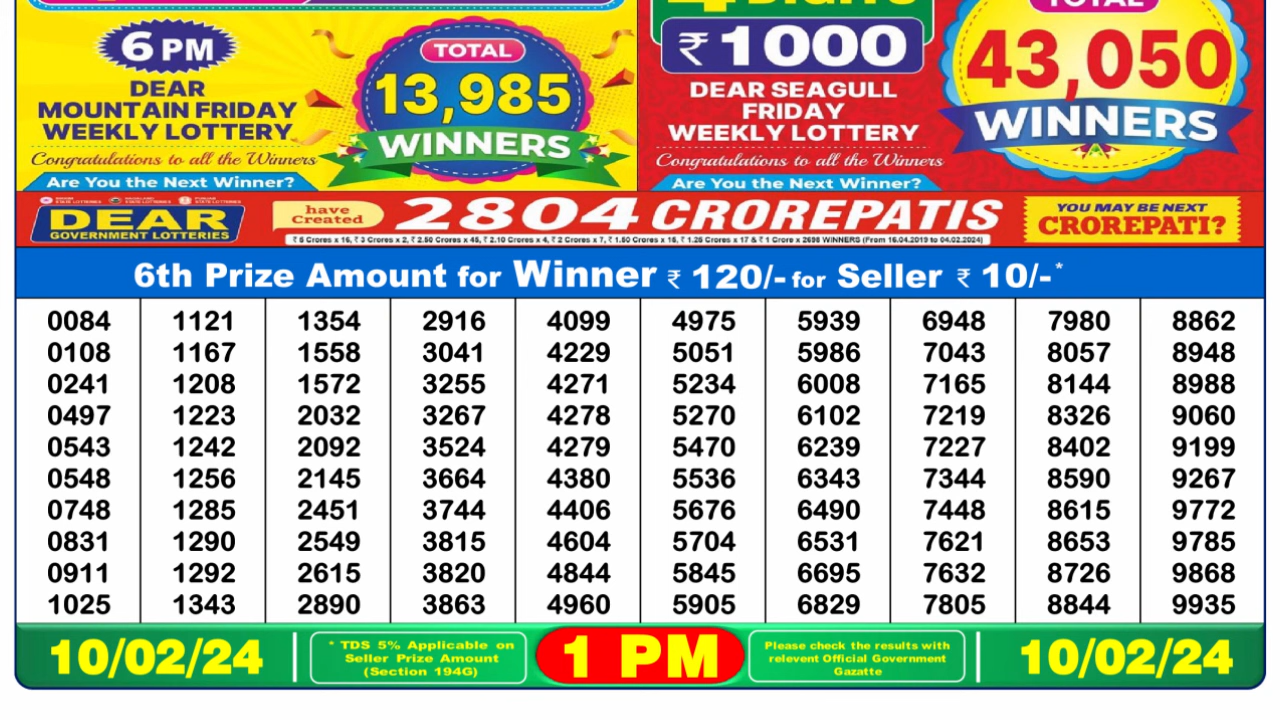 6 PM
DEAR
MOUNTAIN FRIDAY
WEEKLY LOTTERY
Congratulations to all the Winners
Are You the Next Winner?
TOTAL
13,985
WINNERS
₹ 1000
DEAR SEAGULL
FRIDAY
WEEKLY LOTTERY
Congratulations to all the Winners
Are You the Next Winner?
TOTAL
43,050
WINNERS
DEAR
GOVERNMENT LOTTERIES
have
Created
2804 CROREPATIS
YOU MAY BE NEXT
CROREPATI?
6th Prize Amount for Winner ₹ 120/- for Seller ₹ 10/-*
0084 1121 1354 2916 4099 4975 5939 6948 7980 8862
0108 1167 1558 3041 4229 5051 5986 7043 8057 8948
0241 1208 1572 3255 4271 5234 6008 7165 8144 8988
0497 1223 2032 3267 4278 5270 6102 7219 8326 9060
0543 1242 2092 3524 4279 5470 6239 7227 8402 9199
0548 1256 2145 3664 4380 5536 6343 7344 8590 9267
0748 1285 2451 3744 4406 5676 6490 7448 8615 9772
0831 1290 2549 3815 4604 5704 6531 7621 8653 9785
0911 1292 2615 3820 4844 5845 6695 7632 8726 9868
1025 1343 2890 3863 4960 5905 6829 7805 8844 9935
10/02/24
* TDS 5% Applicable on
Seller Prize Amount
(Section 194G)
1 PM
Please check the results with
relevent Official Government
Gazatte
10/02/24